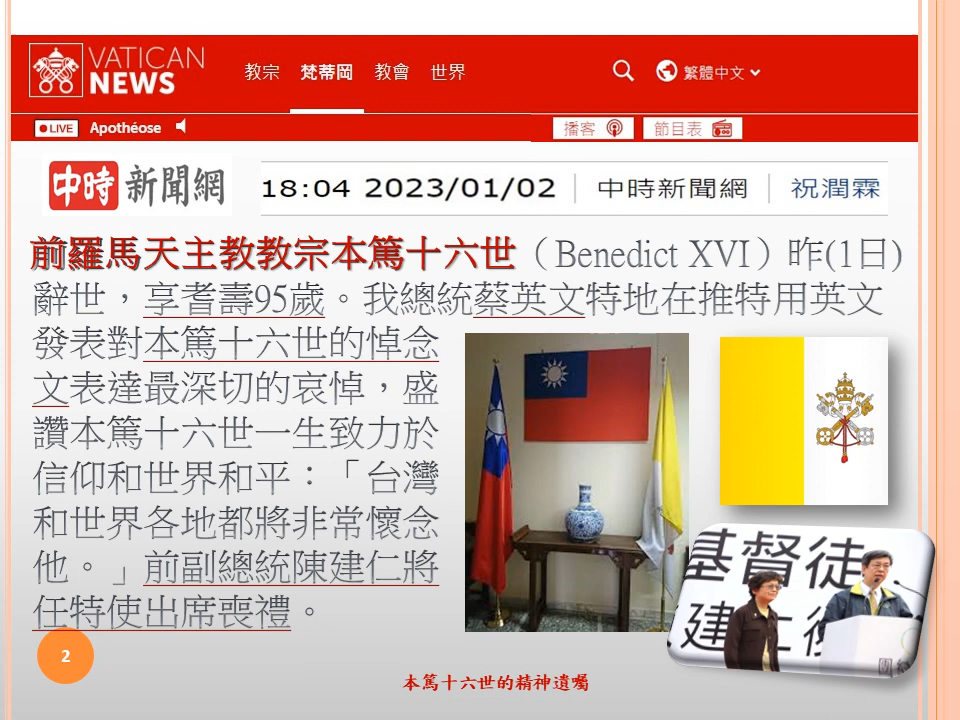 VATICAN
NEWS
教宗 梵蒂岡 教會 世界
繁體中文
LIVE Apothéose
播客 節目表
中時 新聞網
18:04 2023/01/02 | 中時新聞網 | 祝潤霖
前羅馬天主教教宗本篤十六世（Benedict XVI）昨(1日)
辭世，享耆壽95歲。我總統蔡英文特地在推特用英文
發表對本篤十六世的悼念
文表達最深切的哀悼，盛
讚本篤十六世一生致力於
信仰和世界和平：「台灣
和世界各地都將非常懷念
他。」前副總統陳建仁將
任特使出席喪禮。
基督徒
建
2
本篤十六世的精神遺囑